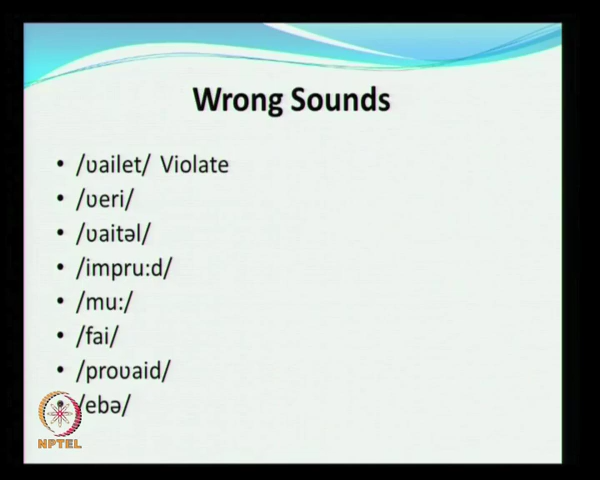 Wrong Sounds
• /ʋailet/ Violate
• /ʋeri/
• /ʋaitəl/
• /impru:d/
• /mu:/
• /fai/
• /proʋaid/
/ebə/
NPTEL